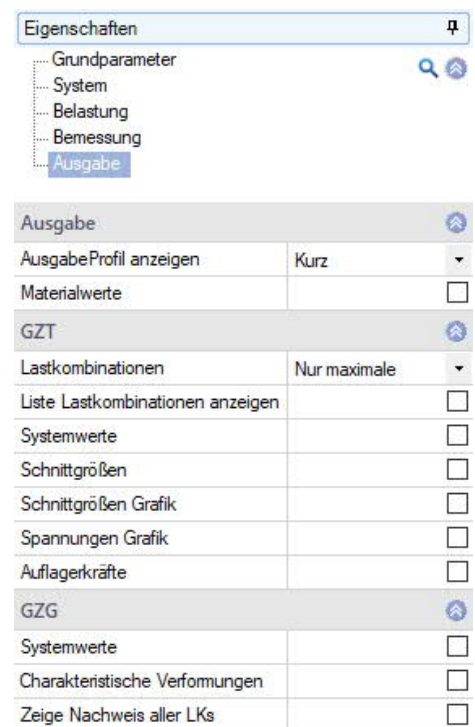 Eigenschaften
Grundparameter
System
Belastung
Bemessung
Ausgabe
Ausgabe
AusgabeProfil anzeigen Kurz
Materialwerte
GZT
Lastkombinationen Nur maximale
Liste Lastkombinationen anzeigen
Systemwerte
Schnittgrößen
Schnittgrößen Grafik
Spannungen Grafik
Auflagerkräfte
GZG
Systemwerte
Charakteristische Verformungen
Zeige Nachweis aller LKs